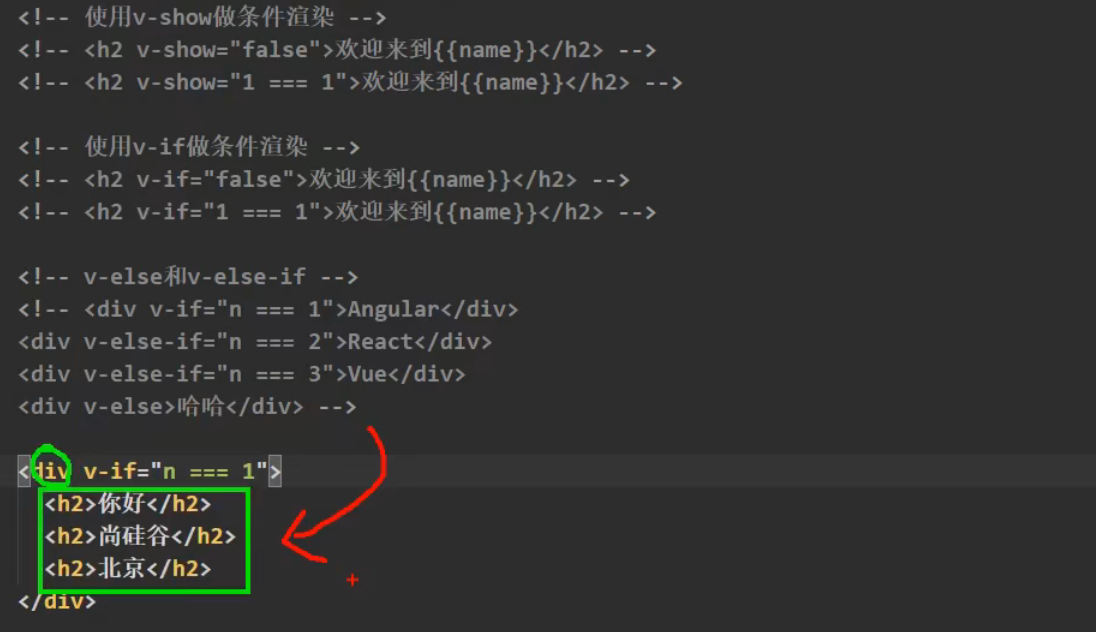 <!-- 使用v-show做条件渲染 -->
<!-- <h2 v-show="false">欢迎来到{{name}}</h2> -->
<!-- <h2 v-show="1 === 1">欢迎来到{{name}}</h2> -->
<!-- 使用v-if做条件渲染 -->
<!-- <h2 v-if="false">欢迎来到{{name}}</h2> -->
<!-- <h2 v-if="1 === 1">欢迎来到{{name}}</h2> -->
<!-- v-else和v-else-if -->
<!-- <div v-if="n === 1">Angular</div>
<div v-else-if="n === 2">React</div>
<div v-else-if="n === 3">Vue</div>
<div v-else>哈哈</div> -->
<div v-if="n === 1">
<h2>你好</h2>
<h2>尚硅谷</h2>
<h2>北京</h2>
</div>